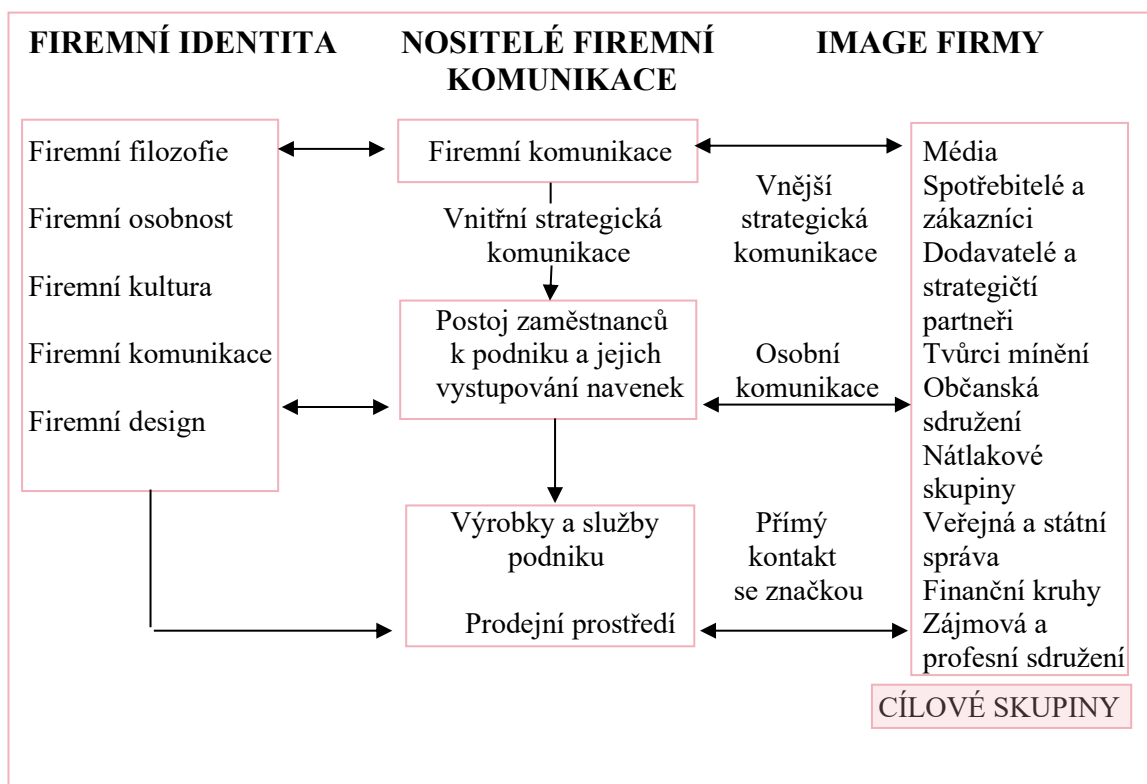 FIREMNÍ IDENTITA
NOSITELÉ FIREMNÍ
KOMUNIKACE
IMAGE FIRMY
Firemní filozofie
Firemní osobnost
Firemní kultura
Firemní komunikace
Firemní design
Firemní komunikace
Vnitřní strategická
komunikace
Postoj zaměstnanců
k podniku a jejich
vystupování navenek
Výrobky a služby
podniku
Prodejní prostředí
Vnější
strategická
komunikace
Osobní
komunikace
Přímý
kontakt
se značkou
Média
Spotřebitelé a
zákazníci
Dodavatelé a
strategičtí
partneři
Tvůrci mínění
Občanská
sdružení
Nátlakové
skupiny
Veřejná a státní
správa
Finanční kruhy
Zájmová a
profesní sdružení
CÍLOVÉ SKUPINY